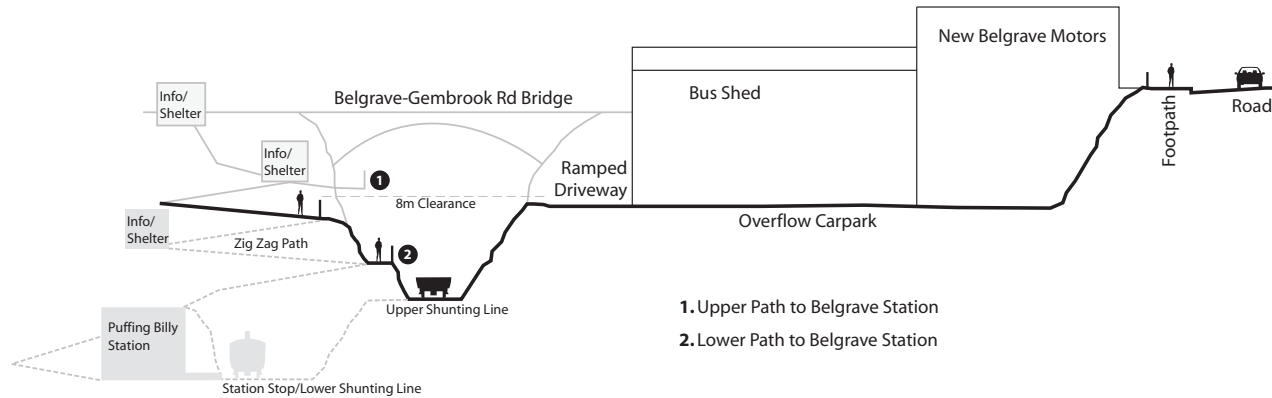 New Belgrave Motors
Info/
Shelter
Belgrave-Gembrook Rd Bridge
Bus Shed
Road
Footpath
Info/
Shelter
1
Ramped
Driveway
8m Clearance
Overflow Carpark
Info/
Shelter
Zig Zag Path
2
Upper Shunting Line
1. Upper Path to Belgrave Station
2. Lower Path to Belgrave Station
Puffing Billy
Station
Station Stop/Lower Shunting Line